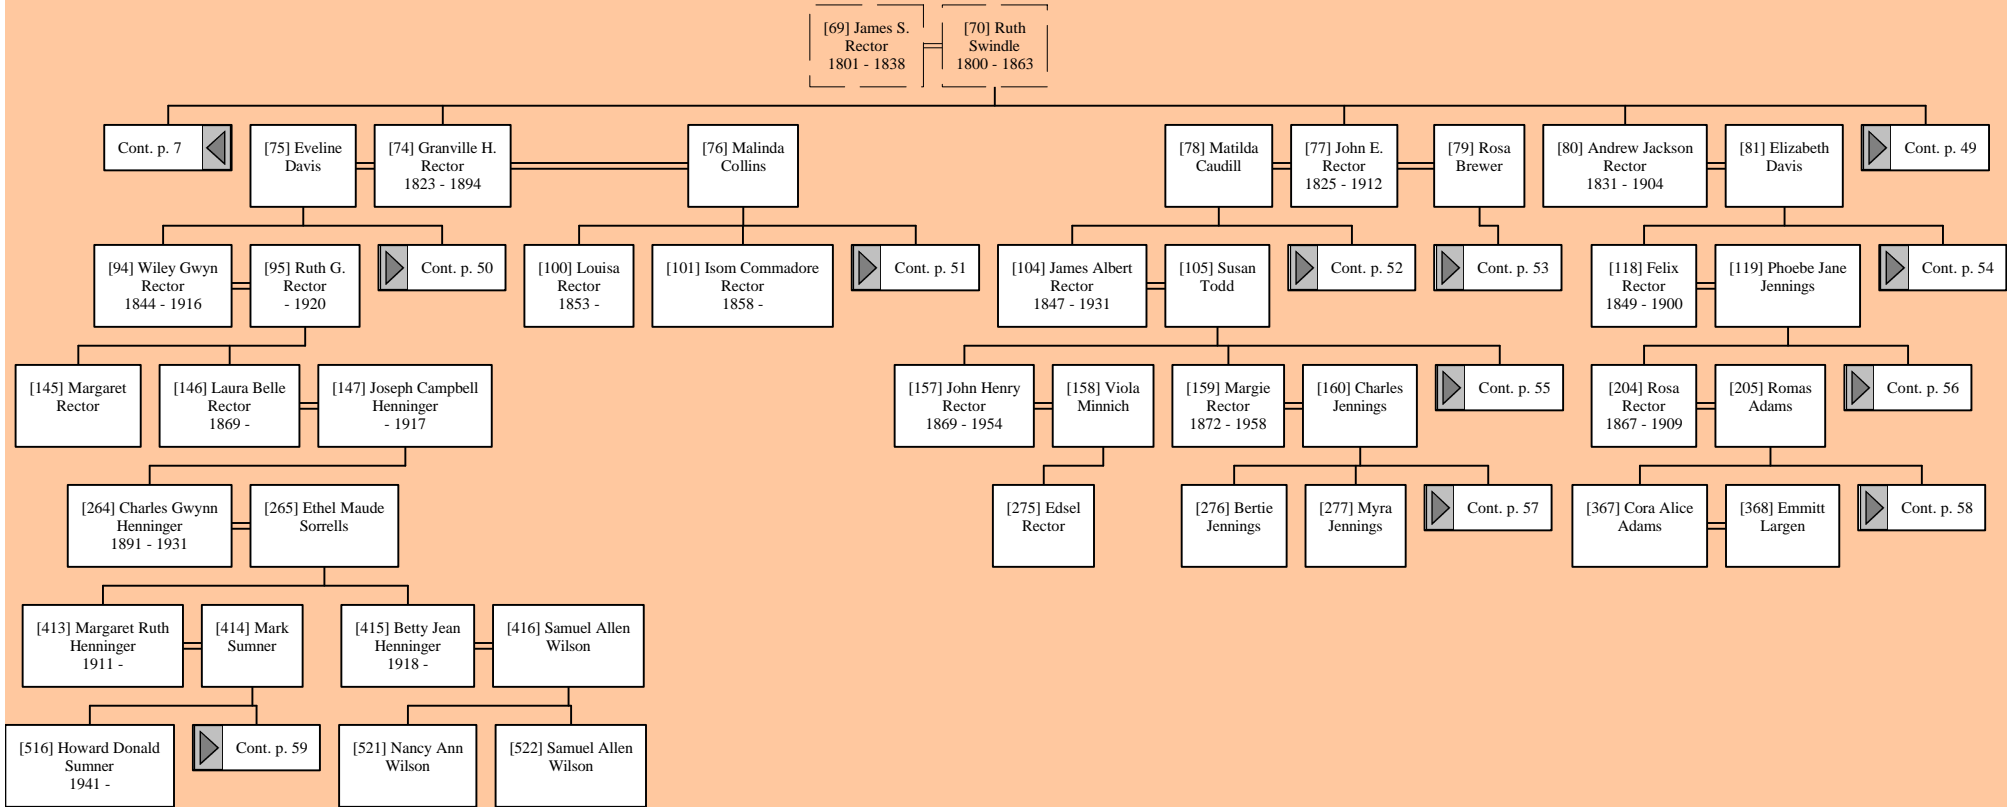 [69] James S.
Rector
1801 - 1838
[70] Ruth
Swindle
1800 - 1863
Cont. p. 7
[75] Eveline
Davis
[74] Granville H.
Rector
1823 - 1894
[76] Malinda
Collins
[78] Matilda
Caudill
[77] John E.
Rector
1825 - 1912
[79] Rosa
Brewer
[80] Andrew Jackson
Rector
1831 - 1904
[81] Elizabeth
Davis
Cont. p. 49
[94] Wiley Gwyn
Rector
1844 - 1916
[95] Ruth G.
Rector
- 1920
Cont. p. 50
[100] Louisa
Rector
1853 -
[101] Isom Commadore
Rector
1858 -
Cont. p. 51
[104] James Albert
Rector
1847 - 1931
[105] Susan
Todd
Cont. p. 52
Cont. p. 53
[118] Felix
Rector
1849 - 1900
[119] Phoebe Jane
Jennings
Cont. p. 54
[145] Margaret
Rector
[146] Laura Belle
Rector
1869 -
[147] Joseph Campbell
Henninger
- 1917
[157] John Henry
Rector
1869 - 1954
[158] Viola
Minnich
[159] Margie
Rector
1872 - 1958
[160] Charles
Jennings
Cont. p. 55
[204] Rosa
Rector
1867 - 1909
[205] Romas
Adams
Cont. p. 56
[264] Charles Gwynn
Henninger
1891 - 1931
[265] Ethel Maude
Sorrells
[275] Edsel
Rector
[276] Bertie
Jennings
[277] Myra
Jennings
Cont. p. 57
[367] Cora Alice
Adams
[368] Emmitt
Largen
Cont. p. 58
[413] Margaret Ruth
Henninger
1911 -
[414] Mark
Sumner
[415] Betty Jean
Henninger
1918 -
[416] Samuel Allen
Wilson
[516] Howard Donald
Sumner
1941 -
Cont. p. 59
[521] Nancy Ann
Wilson
[522] Samuel Allen
Wilson